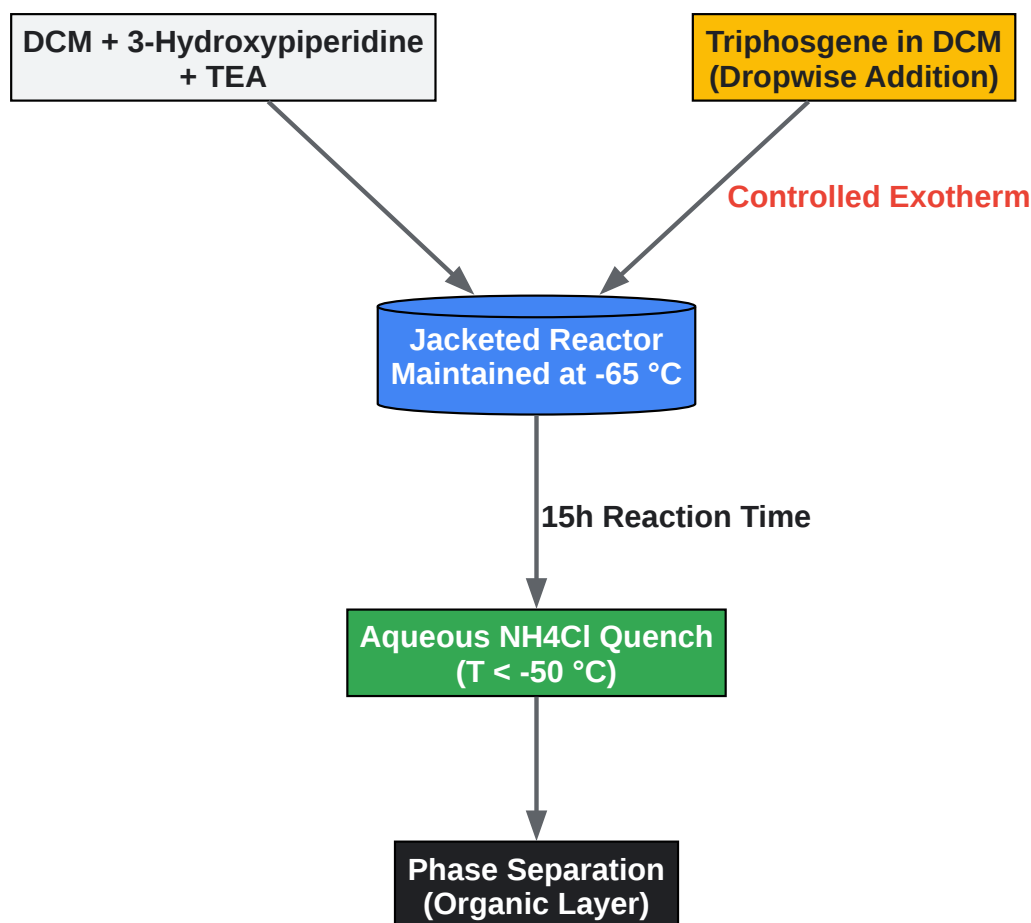 DCM + 3-Hydroxypiperidine
+ TEA
Triphosgene in DCM
(Dropwise Addition)
Controlled Exotherm
Jacketed Reactor
Maintained at -65 °C
15h Reaction Time
Aqueous NH4Cl Quench
(T < -50 °C)
Phase Separation
(Organic Layer)